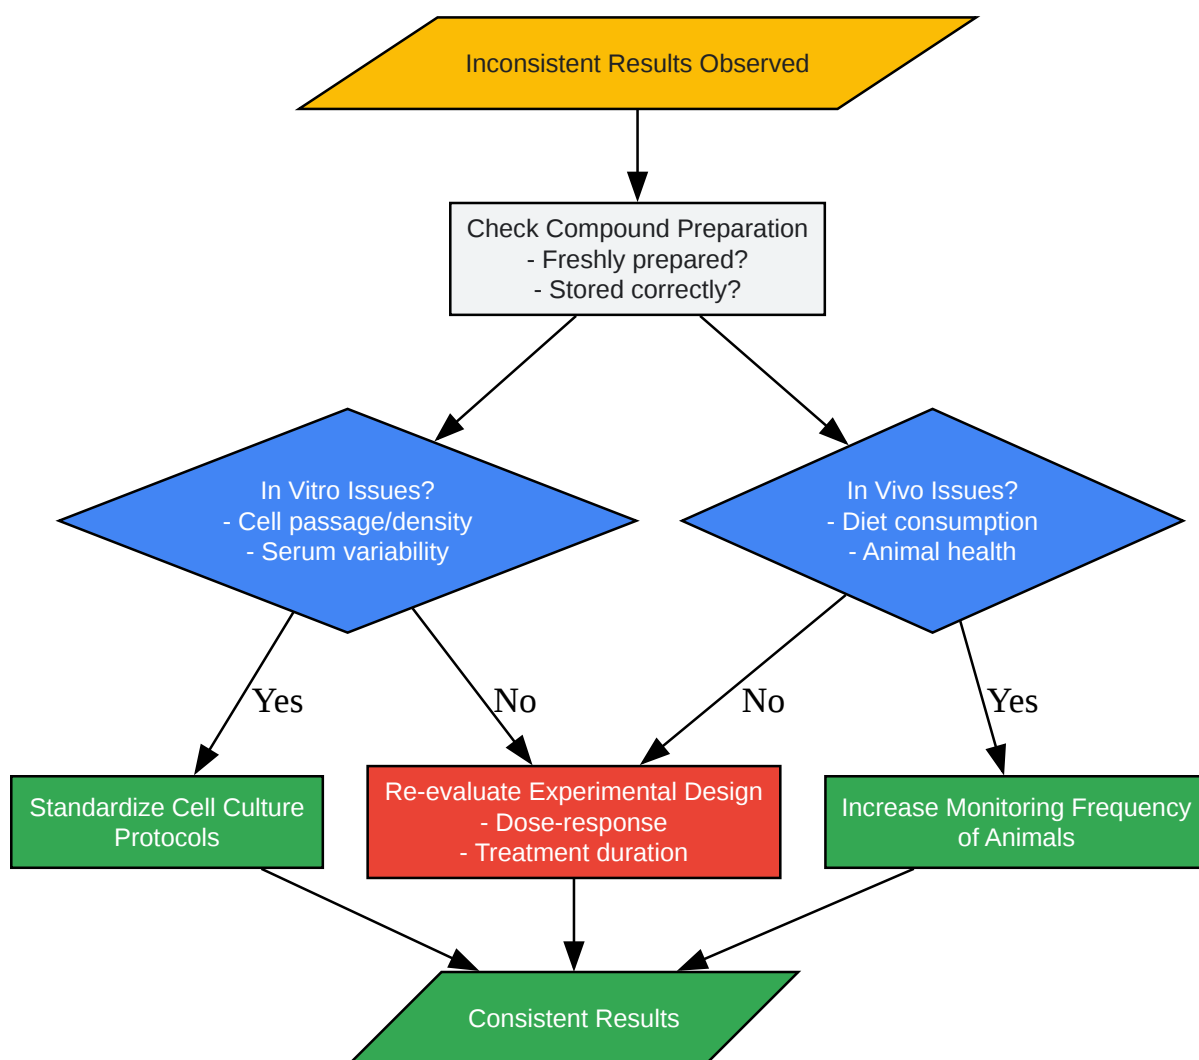 Inconsistent Results Observed
Check Compound Preparation
- Freshly prepared?
- Stored correctly?
In Vitro Issues?
- Cell passage/density
- Serum variability
In Vivo Issues?
- Diet consumption
- Animal health
Yes
No
No
Yes
Standardize Cell Culture
Protocols
Re-evaluate Experimental Design
- Dose-response
- Treatment duration
Increase Monitoring Frequency
of Animals
Consistent Results